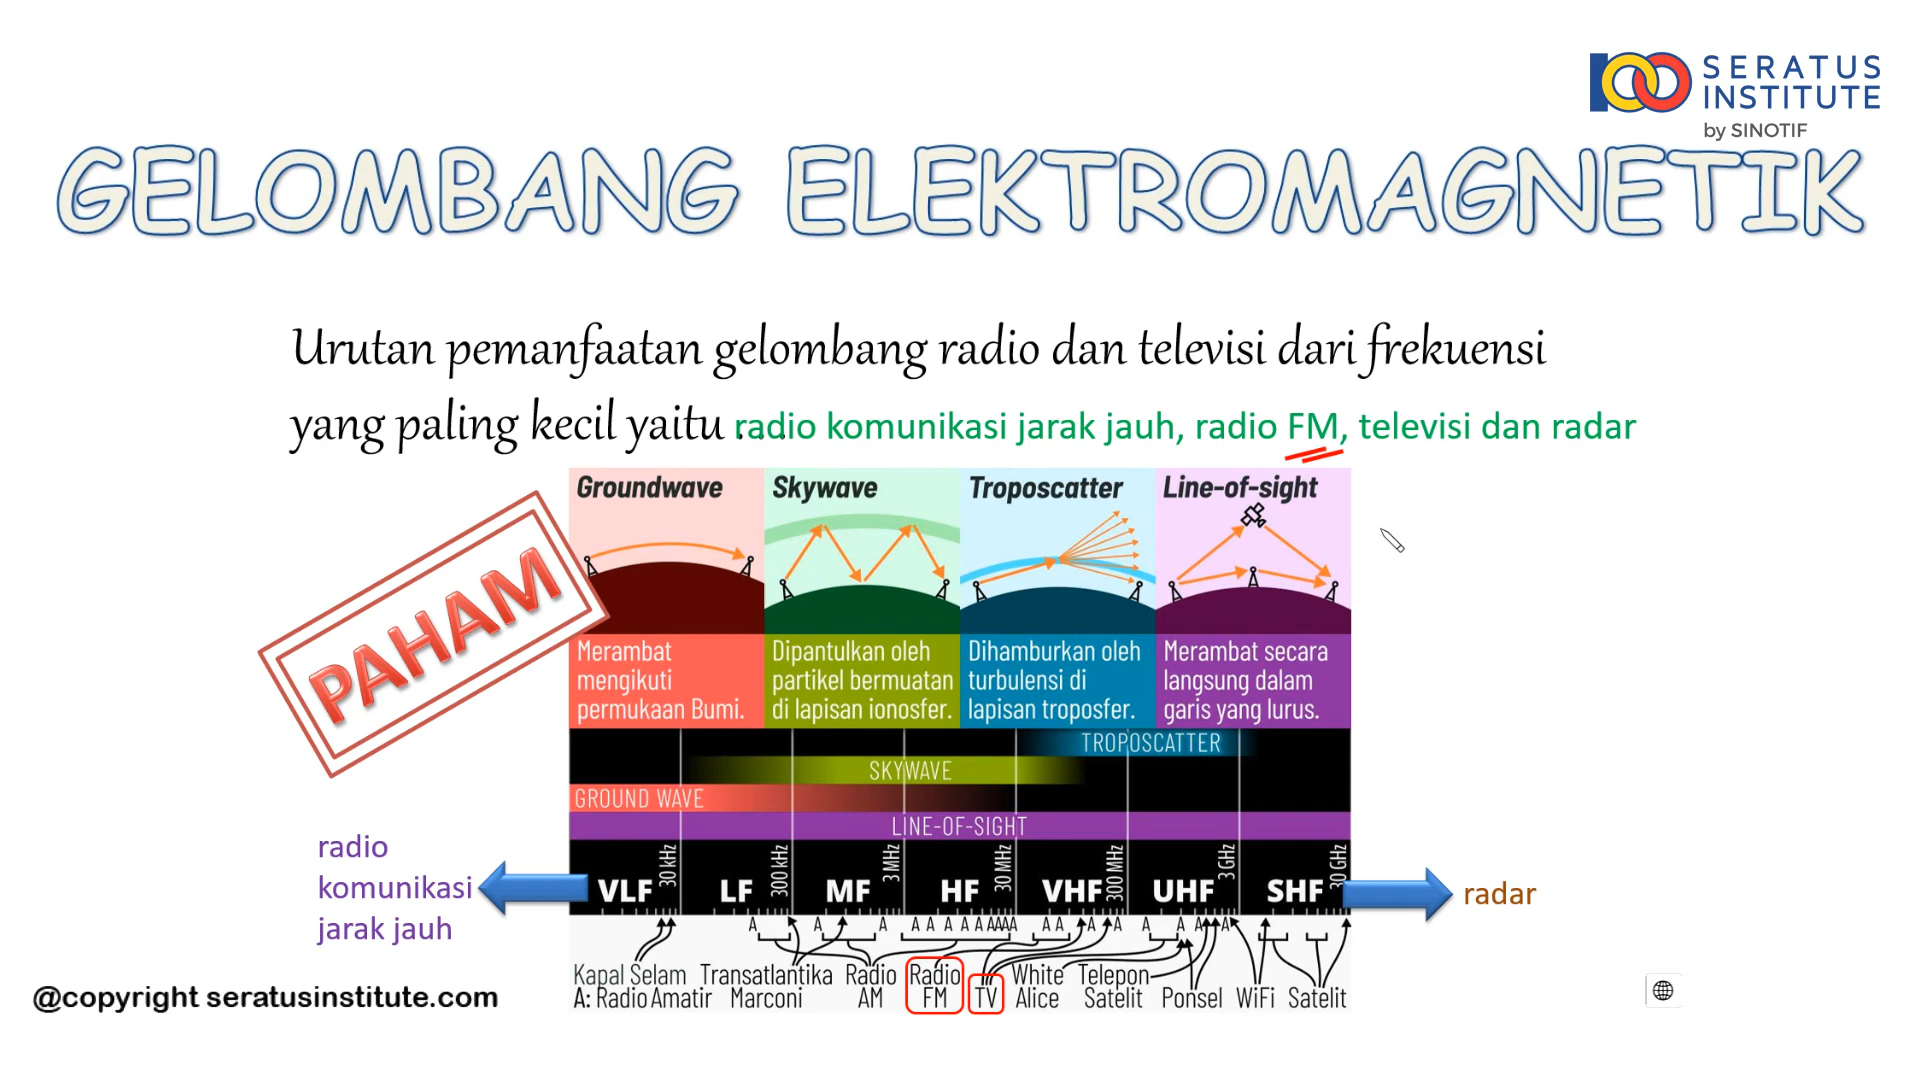 SERATUS
INSTITUTE
by SINOTIF
GELOMBANG ELEKTROMAGNETIK
Urutan pemanfaatan gelombang radio dan televisi dari frekuensi
yang paling kecil yaitu . . . radio komunikasi jarak jauh, radio FM, televisi dan radar
Groundwave Skywave Troposcatter Line-of-sight
PAHAM
Merambat
mengikuti
permukaan Bumi.
Dipantulkan oleh
partikel bermuatan
di lapisan ionosfer.
Dihamburkan oleh
turbulensi di
lapisan troposfer.
Merambat secara
langsung dalam
garis yang lurus.
TROPOSCATTER
SKYWAVE
GROUND WAVE
LINE-OF-SIGHT
radio
komunikasi
jarak jauh
VLF 30 kHz LF 300 kHz MF 3 MHz HF 30 MHz VHF 300 MHz UHF 3 GHz SHF 30 GHz
radar
A A A A A A A A A A A A A A A A A A A A
Kapal Selam
A: Radio Amatir
Transatlantika
Marconi
Radio
AM
Radio
FM
TV
White
Alice
Telepon
Satelit
Ponsel
WiFi
Satelit
@copyright seratusinstitute.com